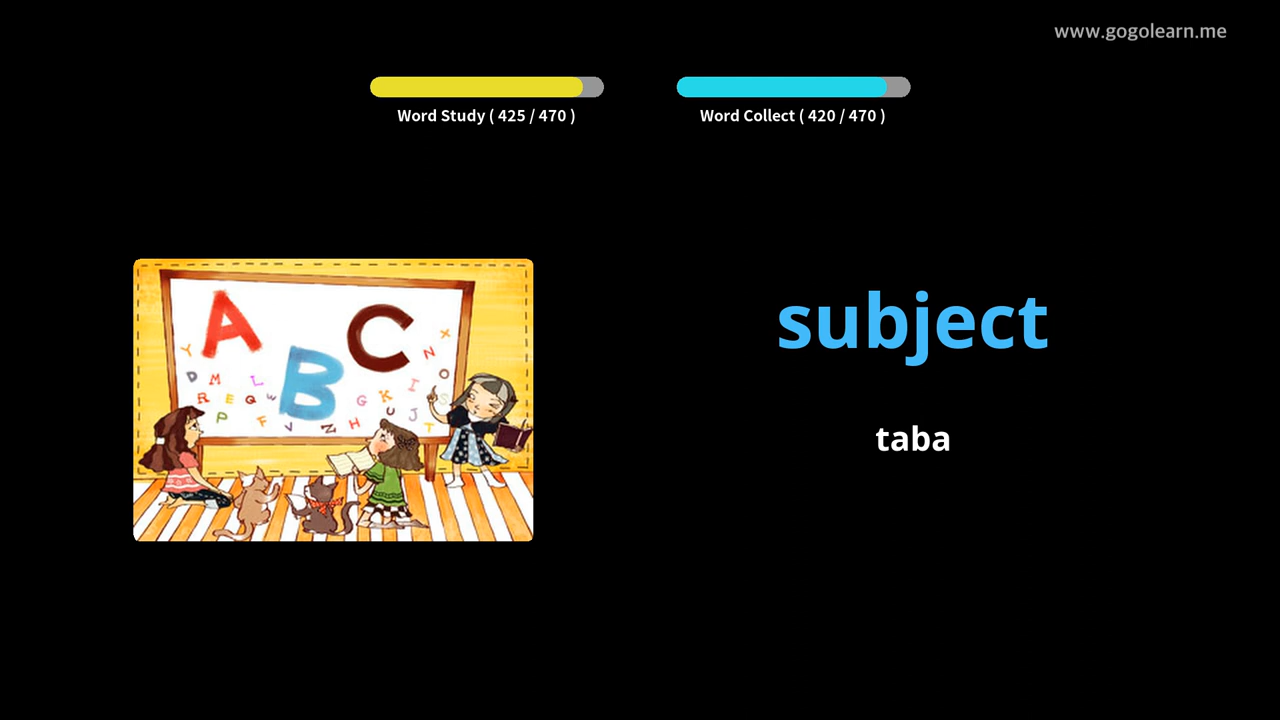 www.gogolearn.me
Word Study ( 425 / 470 )
Word Collect ( 420 / 470 )
A
C
B
Y
X
N
D M L
O
R E Q W
G K I
S
P F V Z H U J T
subject
taba